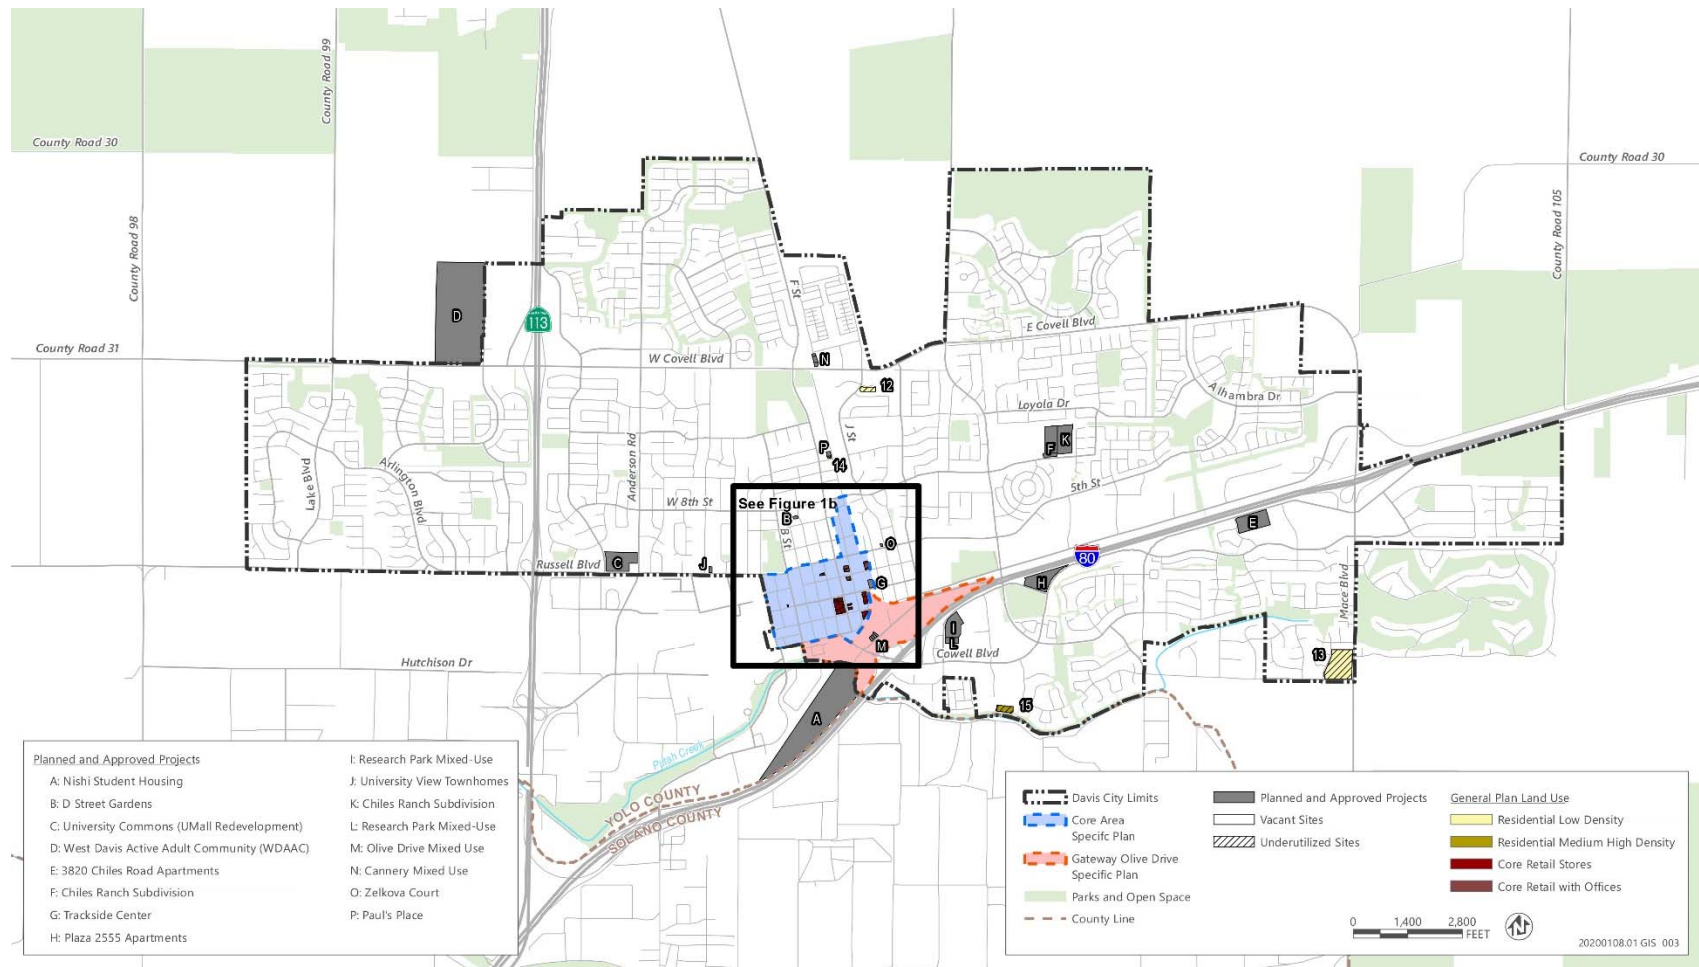 County Road 99
County Road 30
County Road 30
County Road 98
County Road 105
F St
E Covell Blvd
113
D
County Road 31
W Covell Blvd
N
12
Alhambra Dr
Loyola Dr
J St
Anderson Rd
P
14
F
K
Lake Blvd
Arlington Blvd
5th St
W 8th St
See Figure 1b
B
B St
O
E
80
Russell Blvd
C
J
G
H
Mace Blvd
I
L
M
Cowell Blvd
Hutchison Dr
13
15
A
Putah Creek
YOLO COUNTY
SOLANO COUNTY
Planned and Approved Projects
A: Nishi Student Housing
B: D Street Gardens
C: University Commons (UMall Redevelopment)
D: West Davis Active Adult Community (WDAAC)
E: 3820 Chiles Road Apartments
F: Chiles Ranch Subdivision
G: Trackside Center
H: Plaza 2555 Apartments
I: Research Park Mixed-Use
J: University View Townhomes
K: Chiles Ranch Subdivision
L: Research Park Mixed-Use
M: Olive Drive Mixed Use
N: Cannery Mixed Use
O: Zelkova Court
P: Paul's Place
Davis City Limits
Core Area
Specifc Plan
Gateway Olive Drive
Specific Plan
Parks and Open Space
County Line
Planned and Approved Projects
Vacant Sites
Underutilized Sites
General Plan Land Use
Residential Low Density
Residential Medium High Density
Core Retail Stores
Core Retail with Offices
0 1,400 2,800
FEET
20200108.01 GIS 003